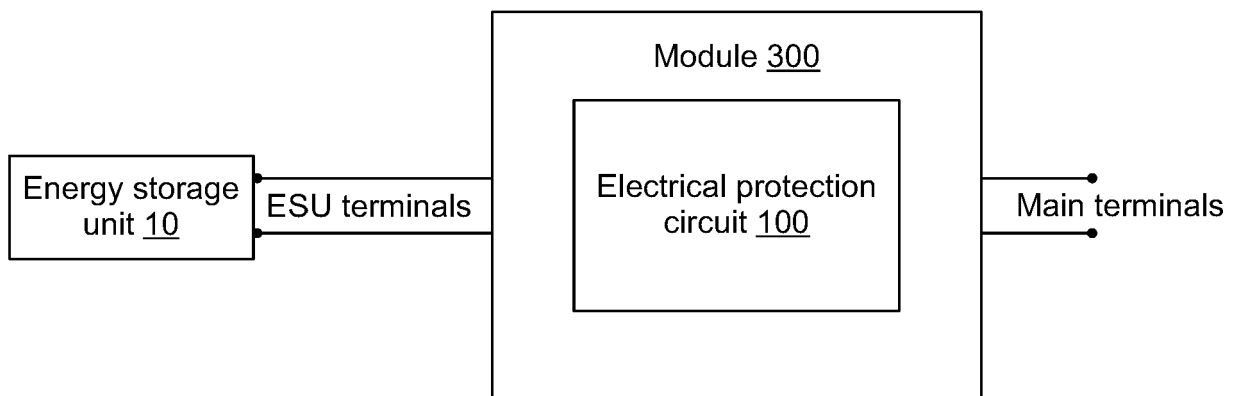 Module 300
Energy storage
unit 10
ESU terminals
Electrical protection
circuit 100
Main terminals